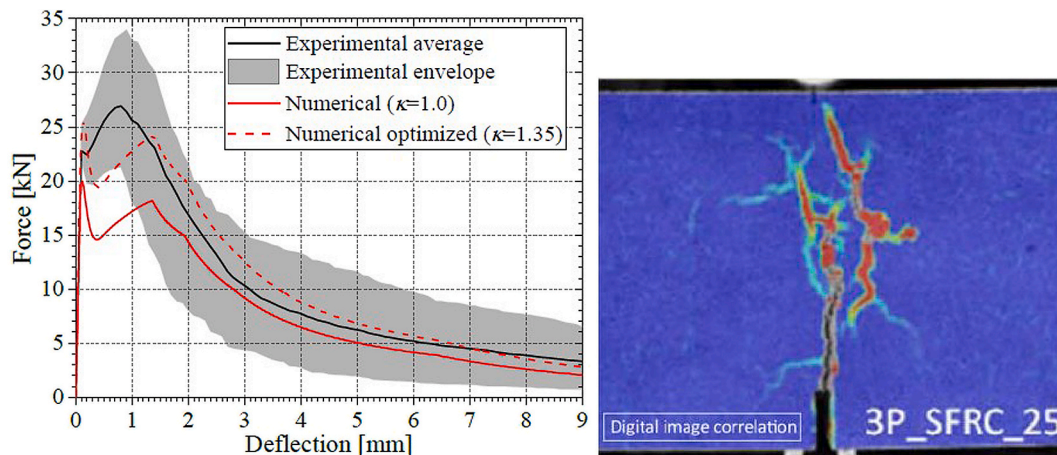 35
30
25
20
15
10
5
0
Force [kN]
Experimental average
Experimental envelope
Numerical (κ=1.0)
Numerical optimized (κ=1.35)
0 1 2 3 4 5 6 7 8 9
Deflection [mm]
Digital image correlation
3P_SFRC_25